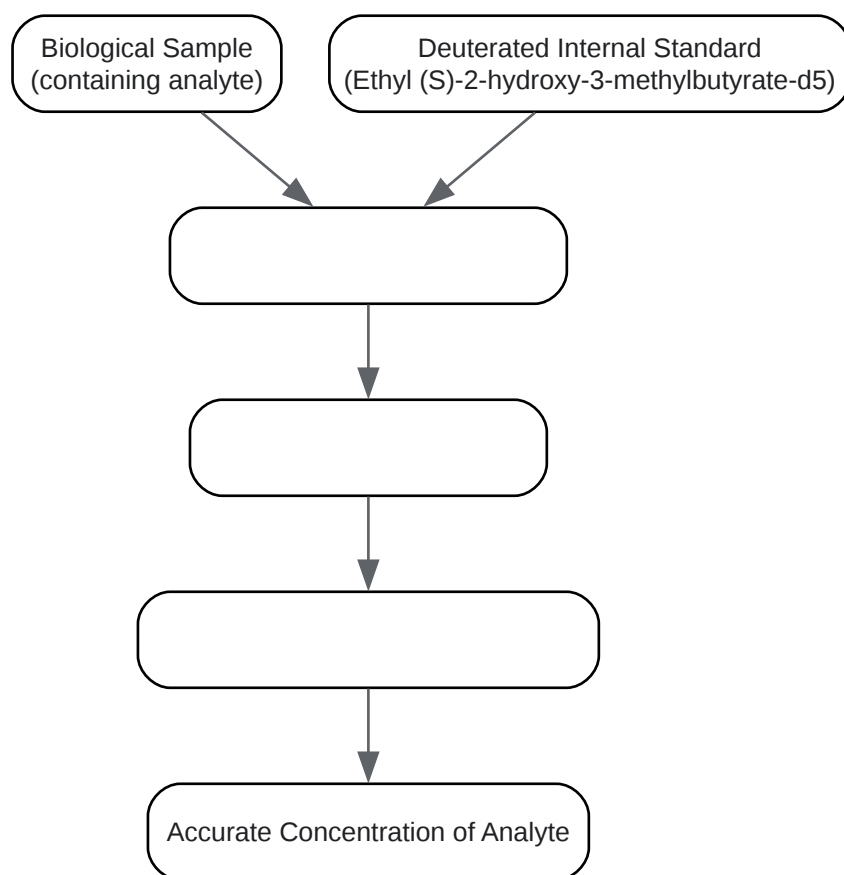 Biological Sample
(containing analyte)
Deuterated Internal Standard
(Ethyl (S)-2-hydroxy-3-methylbutyrate-d5)
Accurate Concentration of Analyte